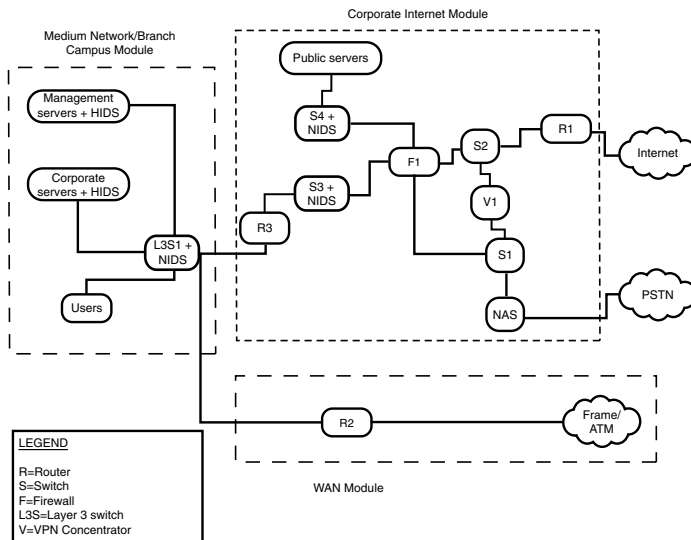 Corporate Internet Module
Medium Network/Branch
Campus Module
Public servers
Management
servers + HIDS
S4 +
NIDS
R1
S2
Internet
F1
Corporate
servers + HIDS
S3 +
NIDS
V1
R3
L3S1 +
NIDS
S1
Users
NAS
PSTN
Frame/
ATM
R2
WAN Module
LEGEND
R=Router
S=Switch
F=Firewall
L3S=Layer 3 switch
V=VPN Concentrator